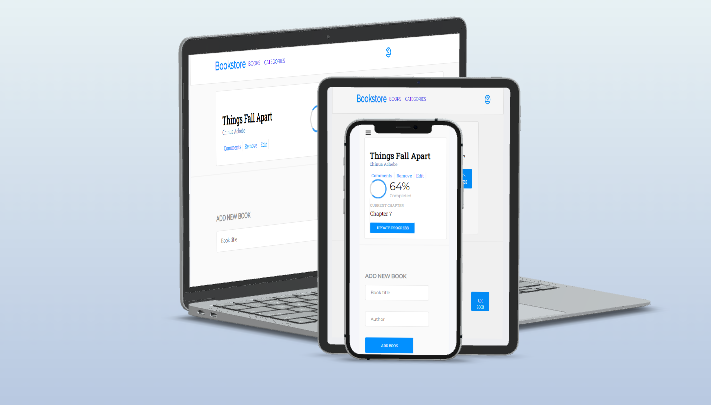 Bookstore BOOKS CATEGORIES
Things Fall Apart
Chinua Achebe
Comments Remove Edit
ADD NEW BOOK
Book title
Bookstore BOOKS CATEGORIES
ADD
BOOK
Things Fall Apart
Chinua Achebe
Comments Remove Edit
64%
Completed
CURRENT CHAPTER
Chapter 7
UPDATE PROGRESS
ADD NEW BOOK
Book title
Author
ADD BOOK